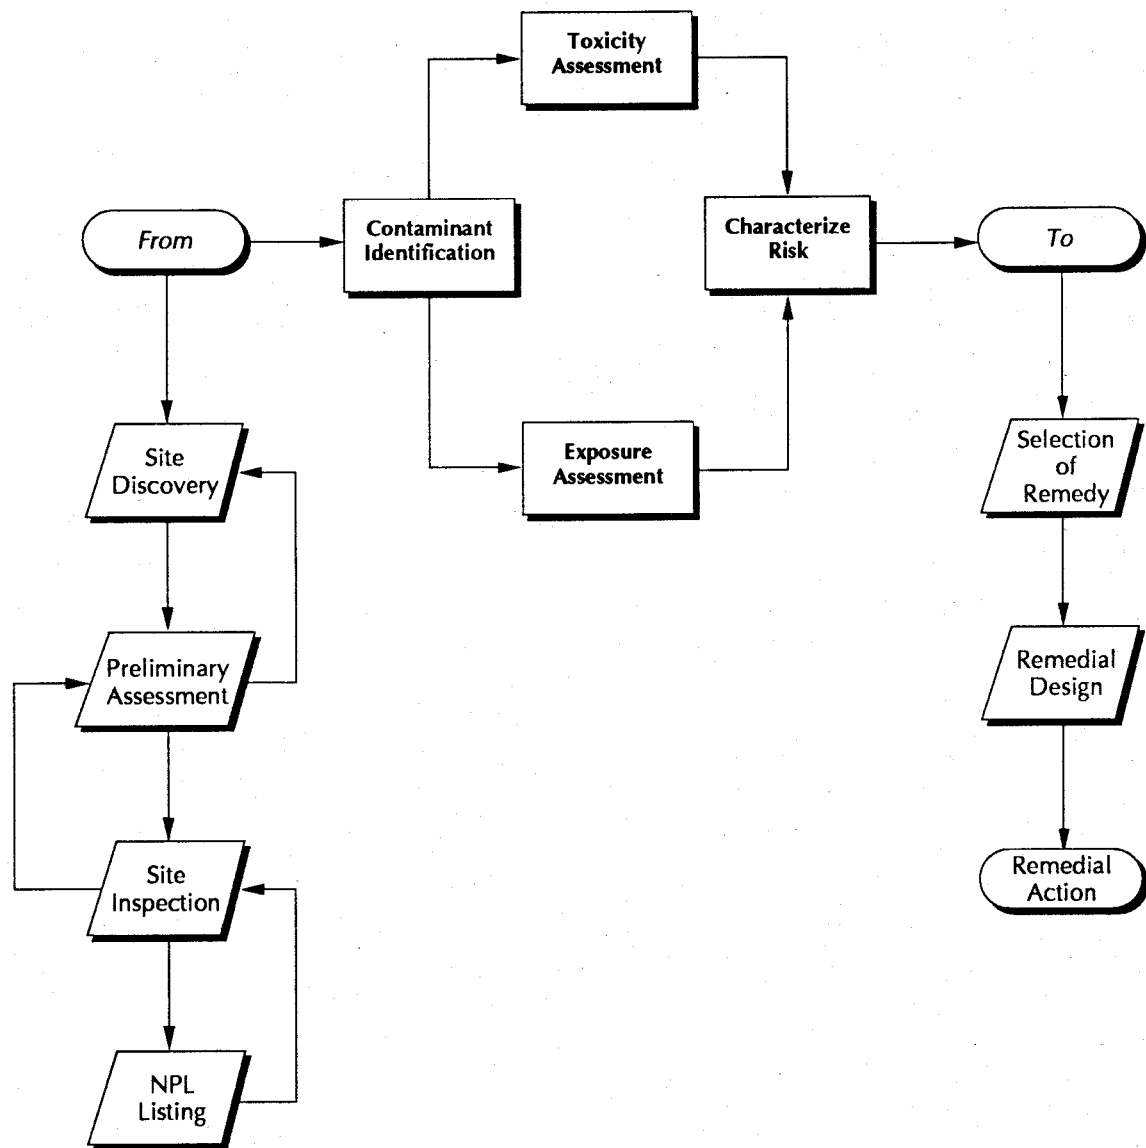 Toxicity
Assessment
From
Contaminant
Identification
Characterize
Risk
To
Exposure
Assessment
Site
Discovery
Selection
of
Remedy
Preliminary
Assessment
Remedial
Design
Site
Inspection
Remedial
Action
NPL
Listing